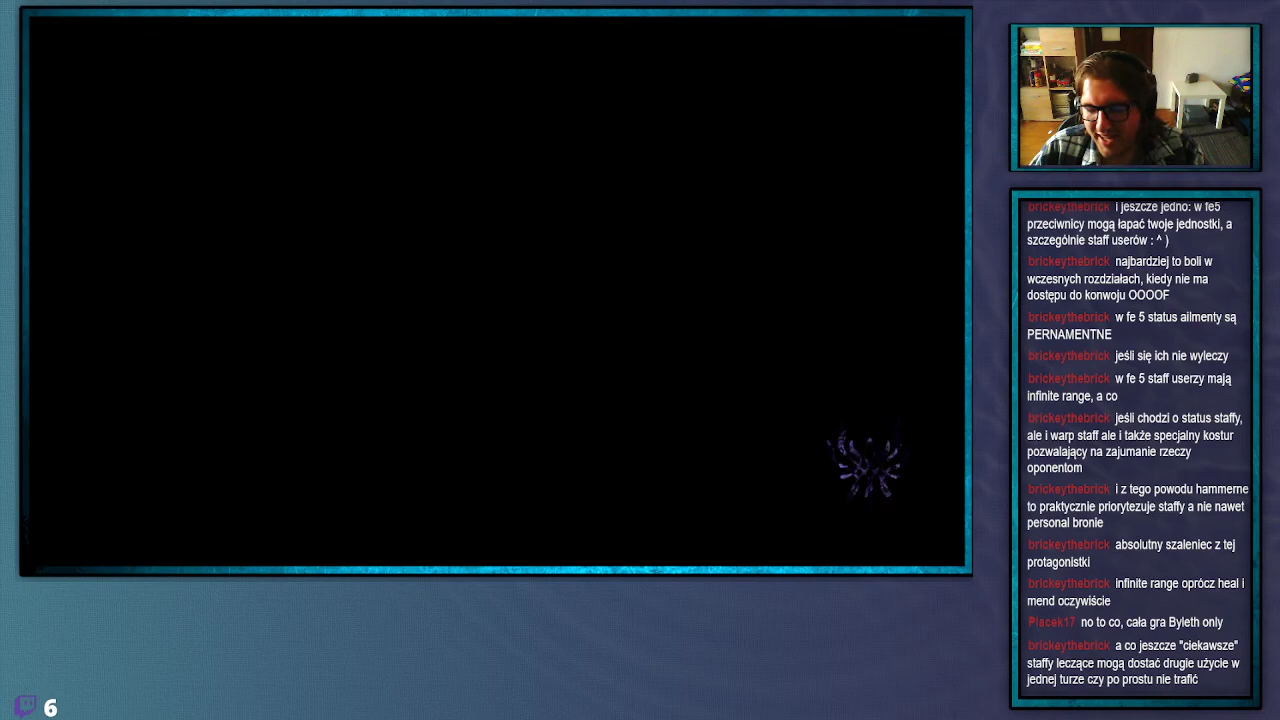 brickeythebrick i jeszcze jedno: w fe5
przeciwnicy mogą łapać twoje jednostki, a
szczególnie staff userów : ^ )
brickeythebrick najbardziej to boli w
wczesnych rozdziałach, kiedy nie ma
dostępu do konwoju OOOOF
brickeythebrick w fe 5 status ailmenty są
PERNAMENTNE
brickeythebrick jeśli się ich nie wyleczy
brickeythebrick w fe 5 staff userzy mają
infinite range, a co
brickeythebrick jeśli chodzi o status staffy,
ale i warp staff ale i także specjalny kostur
pozwalający na zajumanie rzeczy
oponentom
brickeythebrick i z tego powodu hammerne
to praktycznie priorytezuje staffy a nie nawet
personal bronie
brickeythebrick absolutny szaleniec z tej
protagonistki
brickeythebrick infinite range oprócz heal i
mend oczywiście
Placek17 no to co, cała gra Byleth only
brickeythebrick a co jeszcze "ciekawsze"
staffy leczące mogą dostać drugie użycie w
jednej turze czy po prostu nie trafić
6